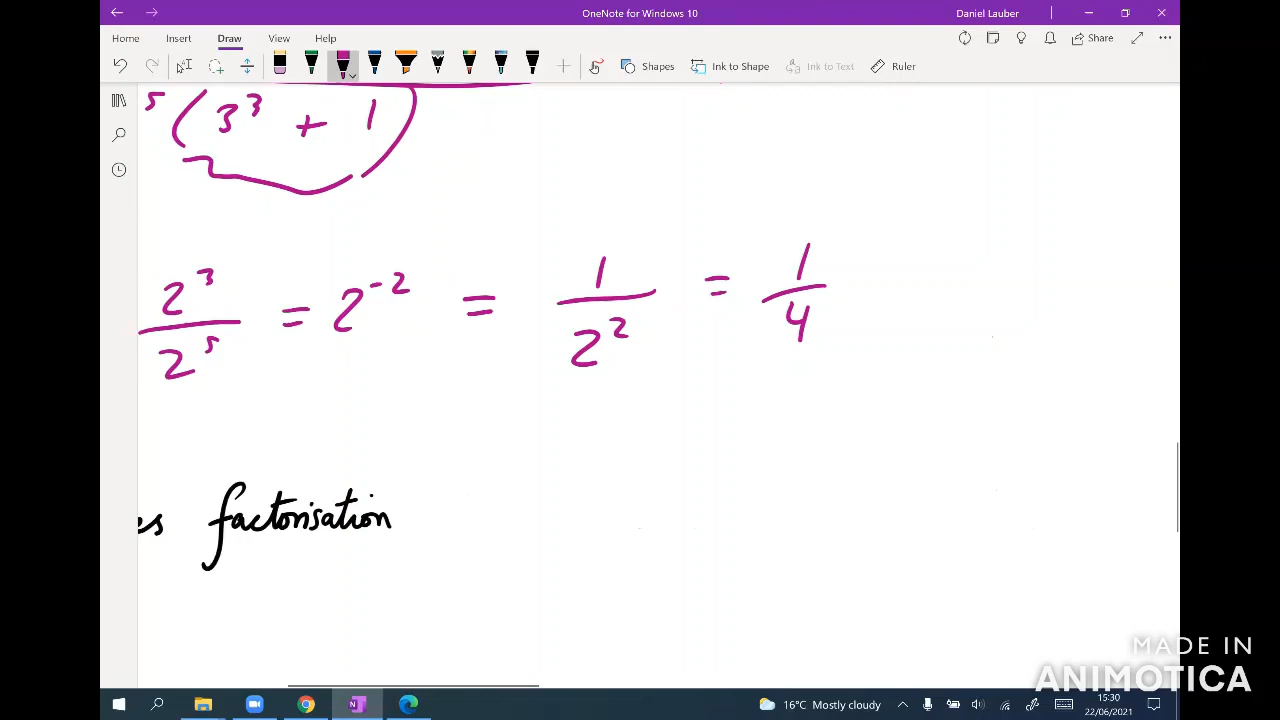 OneNote for Windows 10
Daniel Lauber
Home Insert Draw View Help
Share
Shapes Ink to Shape Ink to Text Ruler
5 (3³ + 1)
2³/2⁵ = 2⁻² = 1/2² = 1/4
es factorisation
MADE IN
ANIMOTICA
16°C Mostly cloudy
15:30
22/06/2021